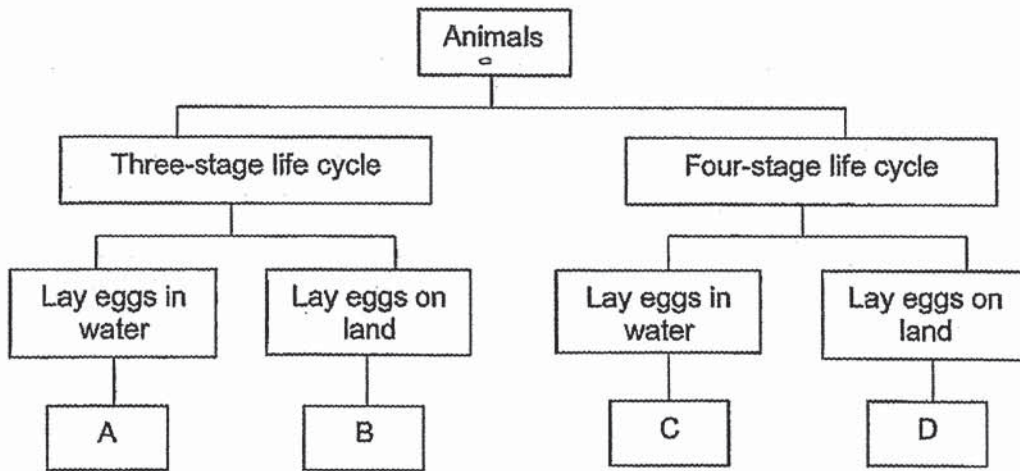 Animals
Three-stage life cycle
Four-stage life cycle
Lay eggs in
water
Lay eggs on
land
Lay eggs in
water
Lay eggs on
land
A
B
C
D